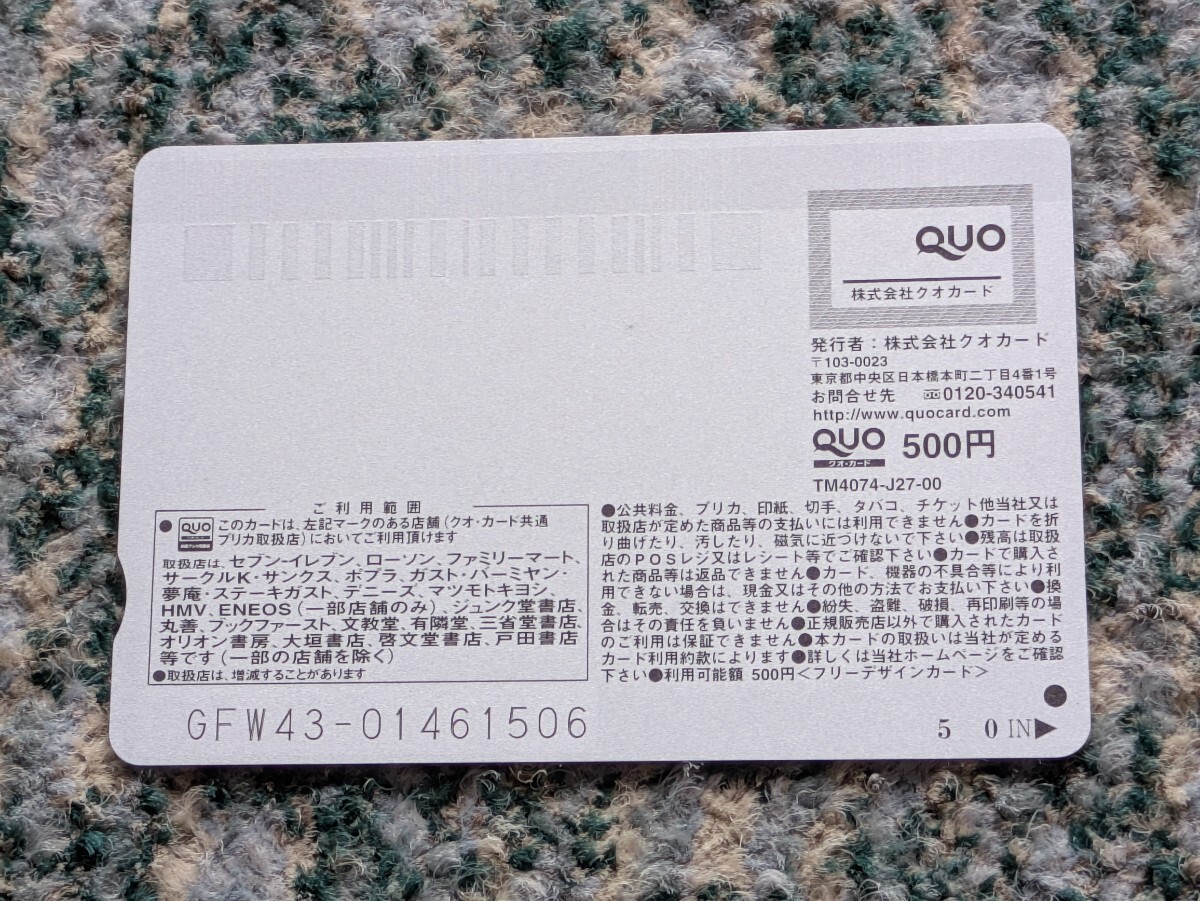 QUO
株式会社クオカード
発行者：株式会社クオカード
〒103-0023
東京都中央区日本橋本町二丁目4番1号
お問合せ先 0120-340541
http://www.quocard.com
QUO 500円
クオ・カード
TM4074-J27-00
ご利用範囲
●QUO このカードは、左記マークのある店舗（クオ・カード共通
プリカ取扱店）においてご利用頂けます
取扱店は、セブン-イレブン、ローソン、ファミリーマート、
サークルK・サンクス、ポプラ、ガスト・バーミヤン・
夢庵・ステーキガスト、デニーズ、マツモトキヨシ、
HMV、ENEOS（一部店舗のみ）、ジュンク堂書店、
丸善、ブックファースト、文教堂、有隣堂、三省堂書店、
オリオン書房、大垣書店、啓文堂書店、戸田書店
等です（一部の店舗を除く）
●取扱店は、増減することがあります
●公共料金、プリカ、印紙、切手、タバコ、チケット他当社又は
取扱店が定めた商品等の支払いには利用できません●カードを折
り曲げたり、汚したり、磁気に近づけないで下さい●残高は取扱
店のPOSレジ又はレシート等でご確認下さい●カードで購入さ
れた商品等は返品できません●カード、機器の不具合等により利
用できない場合は、現金又はその他の方法でお支払い下さい●換
金、転売、交換はできません●紛失、盗難、破損、再印刷等の場
合はその責任を負いません●正規販売店以外で購入されたカード
のご利用は保証できません●本カードの取扱いは当社が定める
カード利用約款によります●詳しくは当社ホームページをご確認
下さい●利用可能額 500円＜フリーデザインカード＞
GFW43-01461506
5 0 IN▶